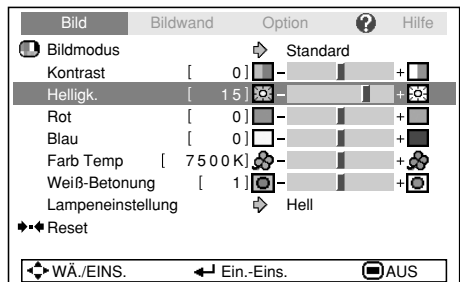 Bild Bildwand Option ? Hilfe
Bildmodus Standard
Kontrast [ 0] - +
Helligk. [ 15] - +
Rot [ 0] - +
Blau [ 0] - +
Farb Temp [ 7500K] - +
Weiß-Betonung [ 1] - +
Lampeneinstellung Hell
Reset
WÄ./EINS. Ein.-Eins. AUS